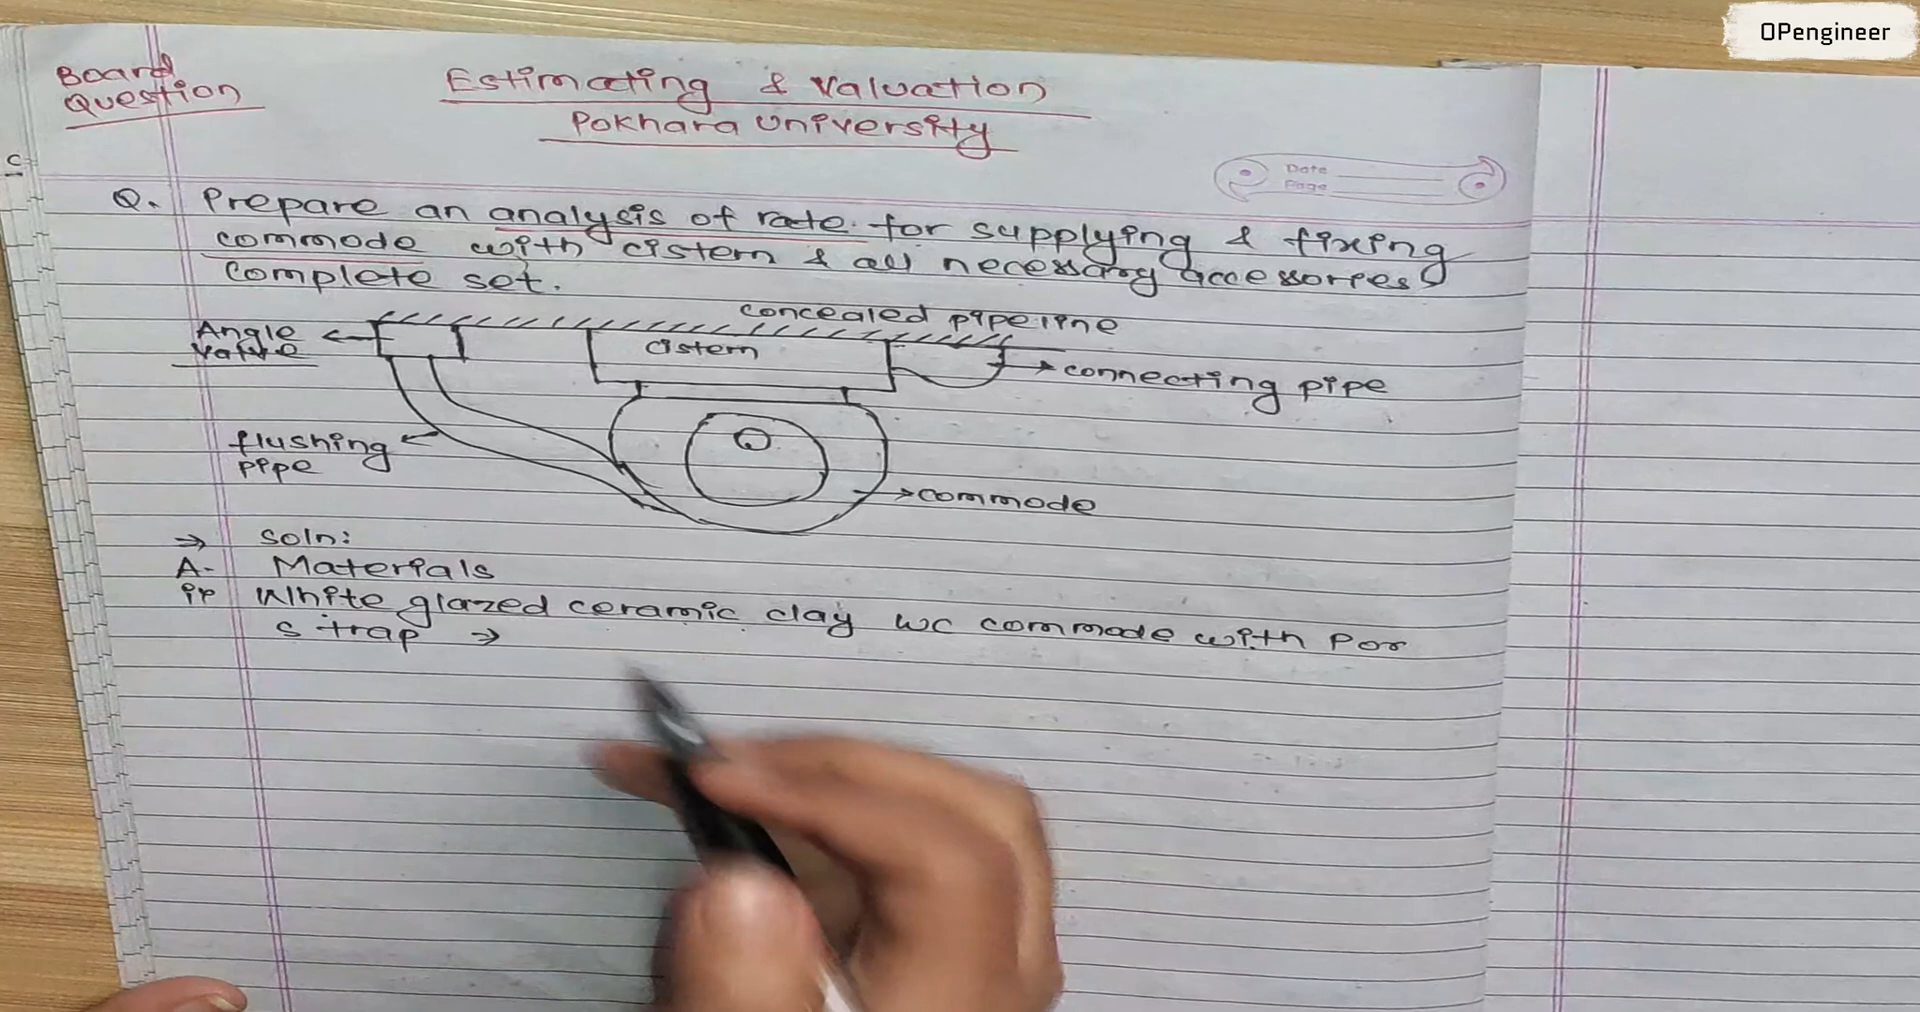 OPengineer
Board
Question
Estimating & Valuation
Pokhara University
C
Date
Page
Q. Prepare an analysis of rate for supplying & fixing
commode with cistern & all necessary accessories
complete set.
concealed pipeline
Angle
valve
cistern
connecting pipe
flushing
pipe
commode
⇒ Soln:
A- Materials
White glazed ceramic clay WC commode with P or
S trap ⇒